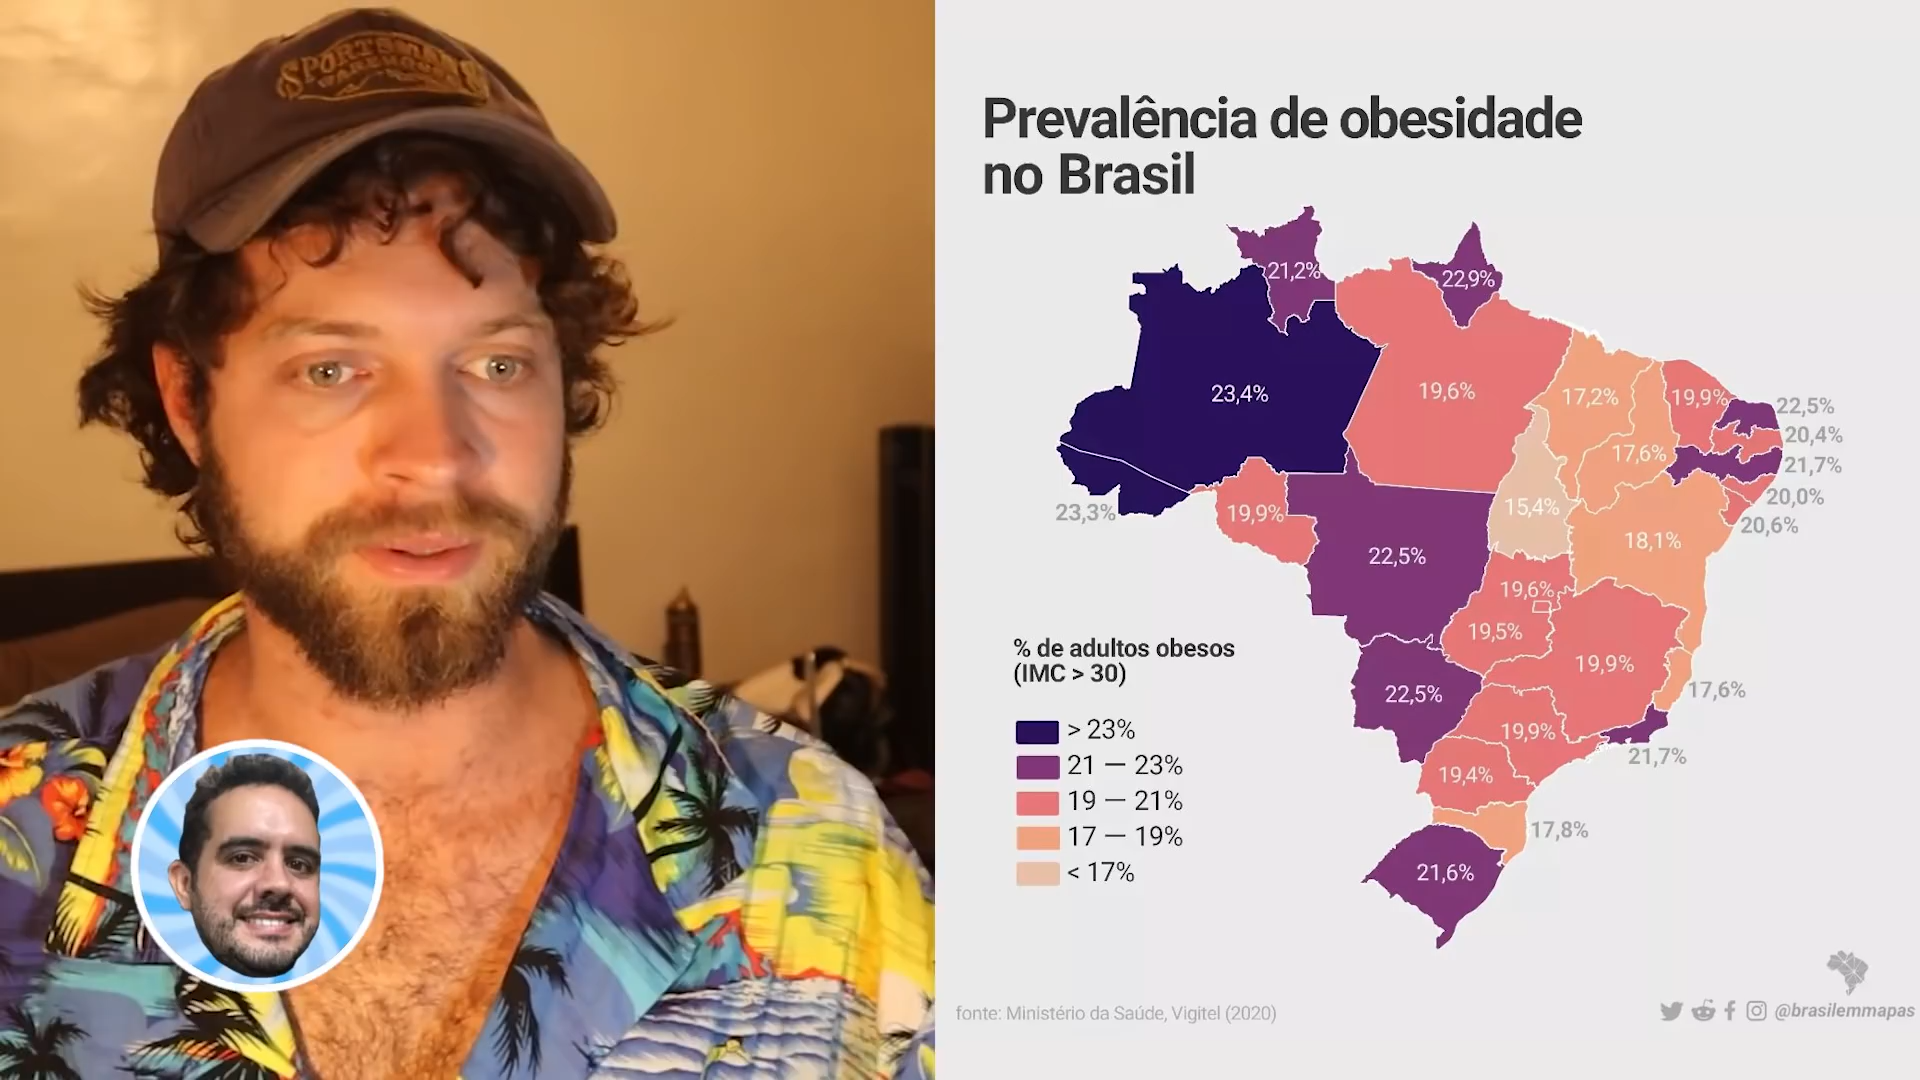 SPORTSMAN'S
WAREHOUSE
Prevalência de obesidade
no Brasil
21,2%
22,9%
23,4%
19,6%
17,2%
19,9%
22,5%
20,4%
17,6%
21,7%
23,3%
19,9%
15,4%
20,0%
20,6%
18,1%
22,5%
19,6%
19,5%
19,9%
22,5%
17,6%
19,9%
21,7%
19,4%
17,8%
21,6%
% de adultos obesos
(IMC > 30)
> 23%
21 — 23%
19 — 21%
17 — 19%
< 17%
fonte: Ministério da Saúde, Vigitel (2020)
@brasilemmapas